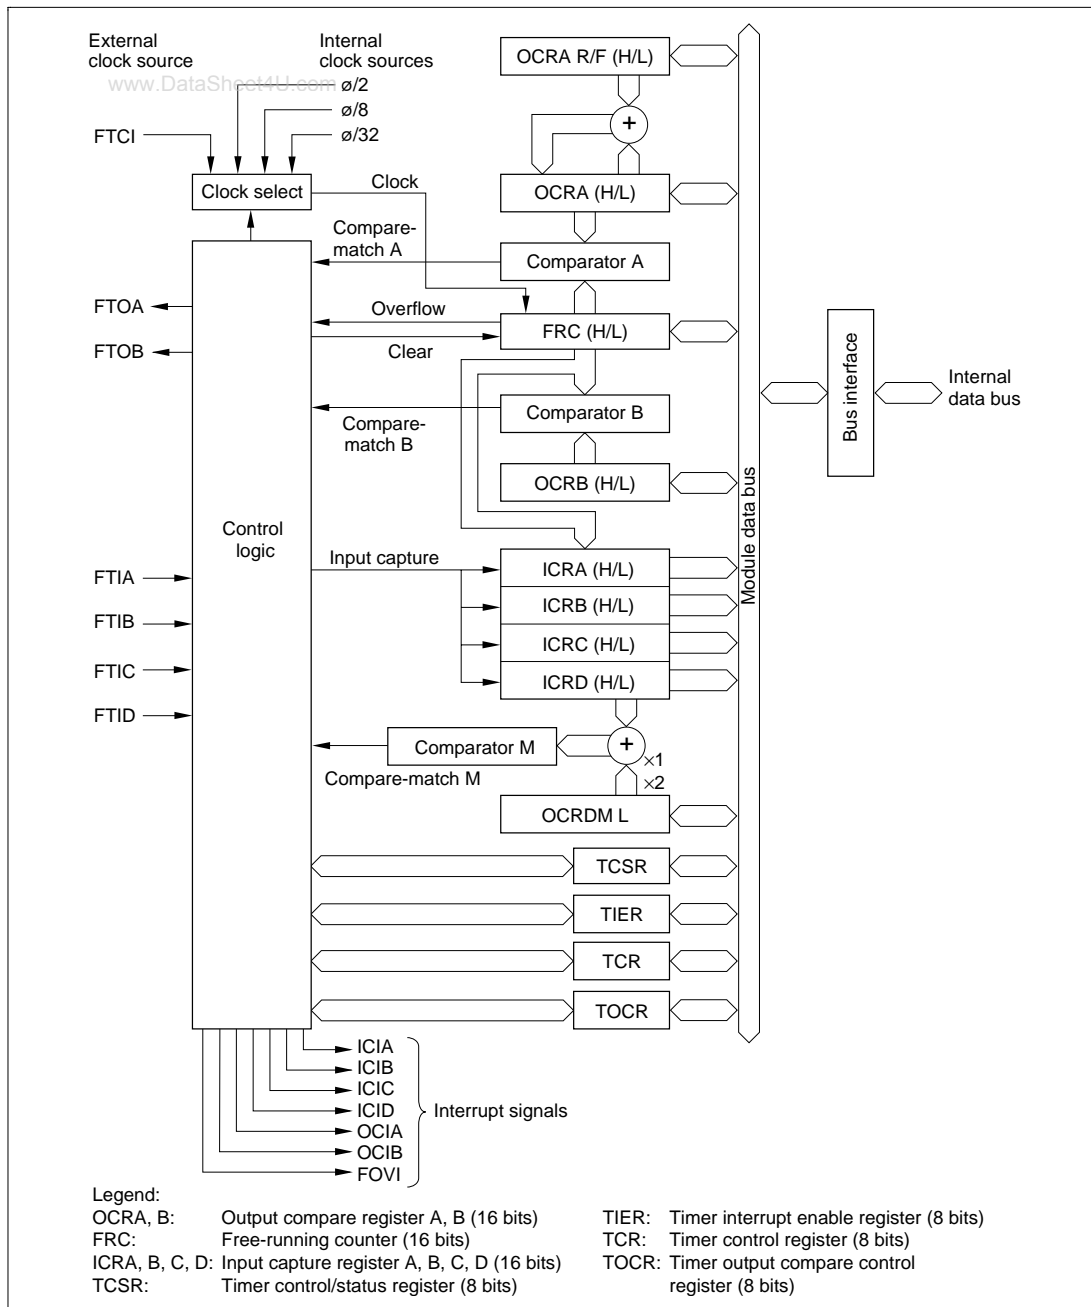 External
clock source
Internal
clock sources
www.DataSheet4U.com
ø/2
ø/8
ø/32
FTCI
Clock select
Clock
OCRA R/F (H/L)
+
OCRA (H/L)
Compare-
match A
Comparator A
FTOA
Overflow
FRC (H/L)
FTOB
Clear
Comparator B
Compare-
match B
OCRB (H/L)
Bus interface
Internal
data bus
Module data bus
Control
logic
Input capture
ICRA (H/L)
ICRB (H/L)
ICRC (H/L)
ICRD (H/L)
FTIA
FTIB
FTIC
FTID
Comparator M
+
×1
×2
Compare-match M
OCRDM L
TCSR
TIER
TCR
TOCR
ICIA
ICIB
ICIC
ICID
OCIA
OCIB
FOVI
Interrupt signals
Legend:
OCRA, B: Output compare register A, B (16 bits)
FRC: Free-running counter (16 bits)
ICRA, B, C, D: Input capture register A, B, C, D (16 bits)
TCSR: Timer control/status register (8 bits)
TIER: Timer interrupt enable register (8 bits)
TCR: Timer control register (8 bits)
TOCR: Timer output compare control
register (8 bits)